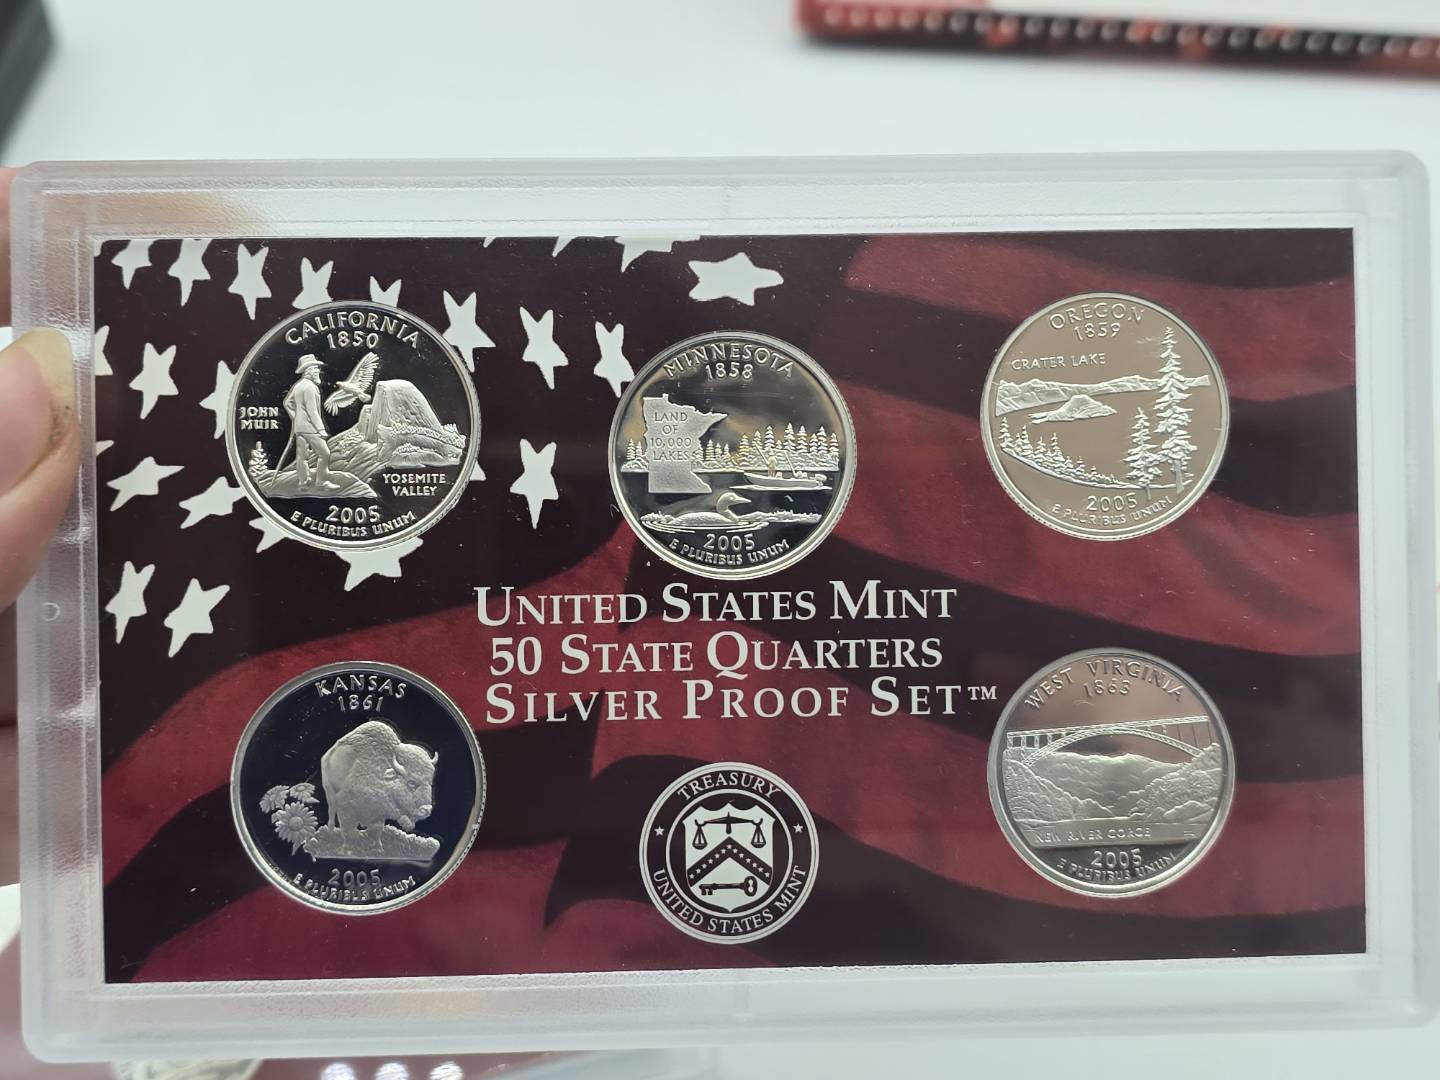 CALIFORNIA
1850
JOHN
MUIR
YOSEMITE
VALLEY
2005
E PLURIBUS UNUM
MINNESOTA
1858
LAND
OF
10,000
LAKES
2005
E PLURIBUS UNUM
OREGON
1859
CRATER LAKE
2005
E PLURIBUS UNUM
UNITED STATES MINT
50 STATE QUARTERS
SILVER PROOF SET™
KANSAS
1861
2005
E PLURIBUS UNUM
TREASURY
UNITED STATES MINT
WEST VIRGINIA
1863
NEW RIVER GORGE
2005
E PLURIBUS UNUM